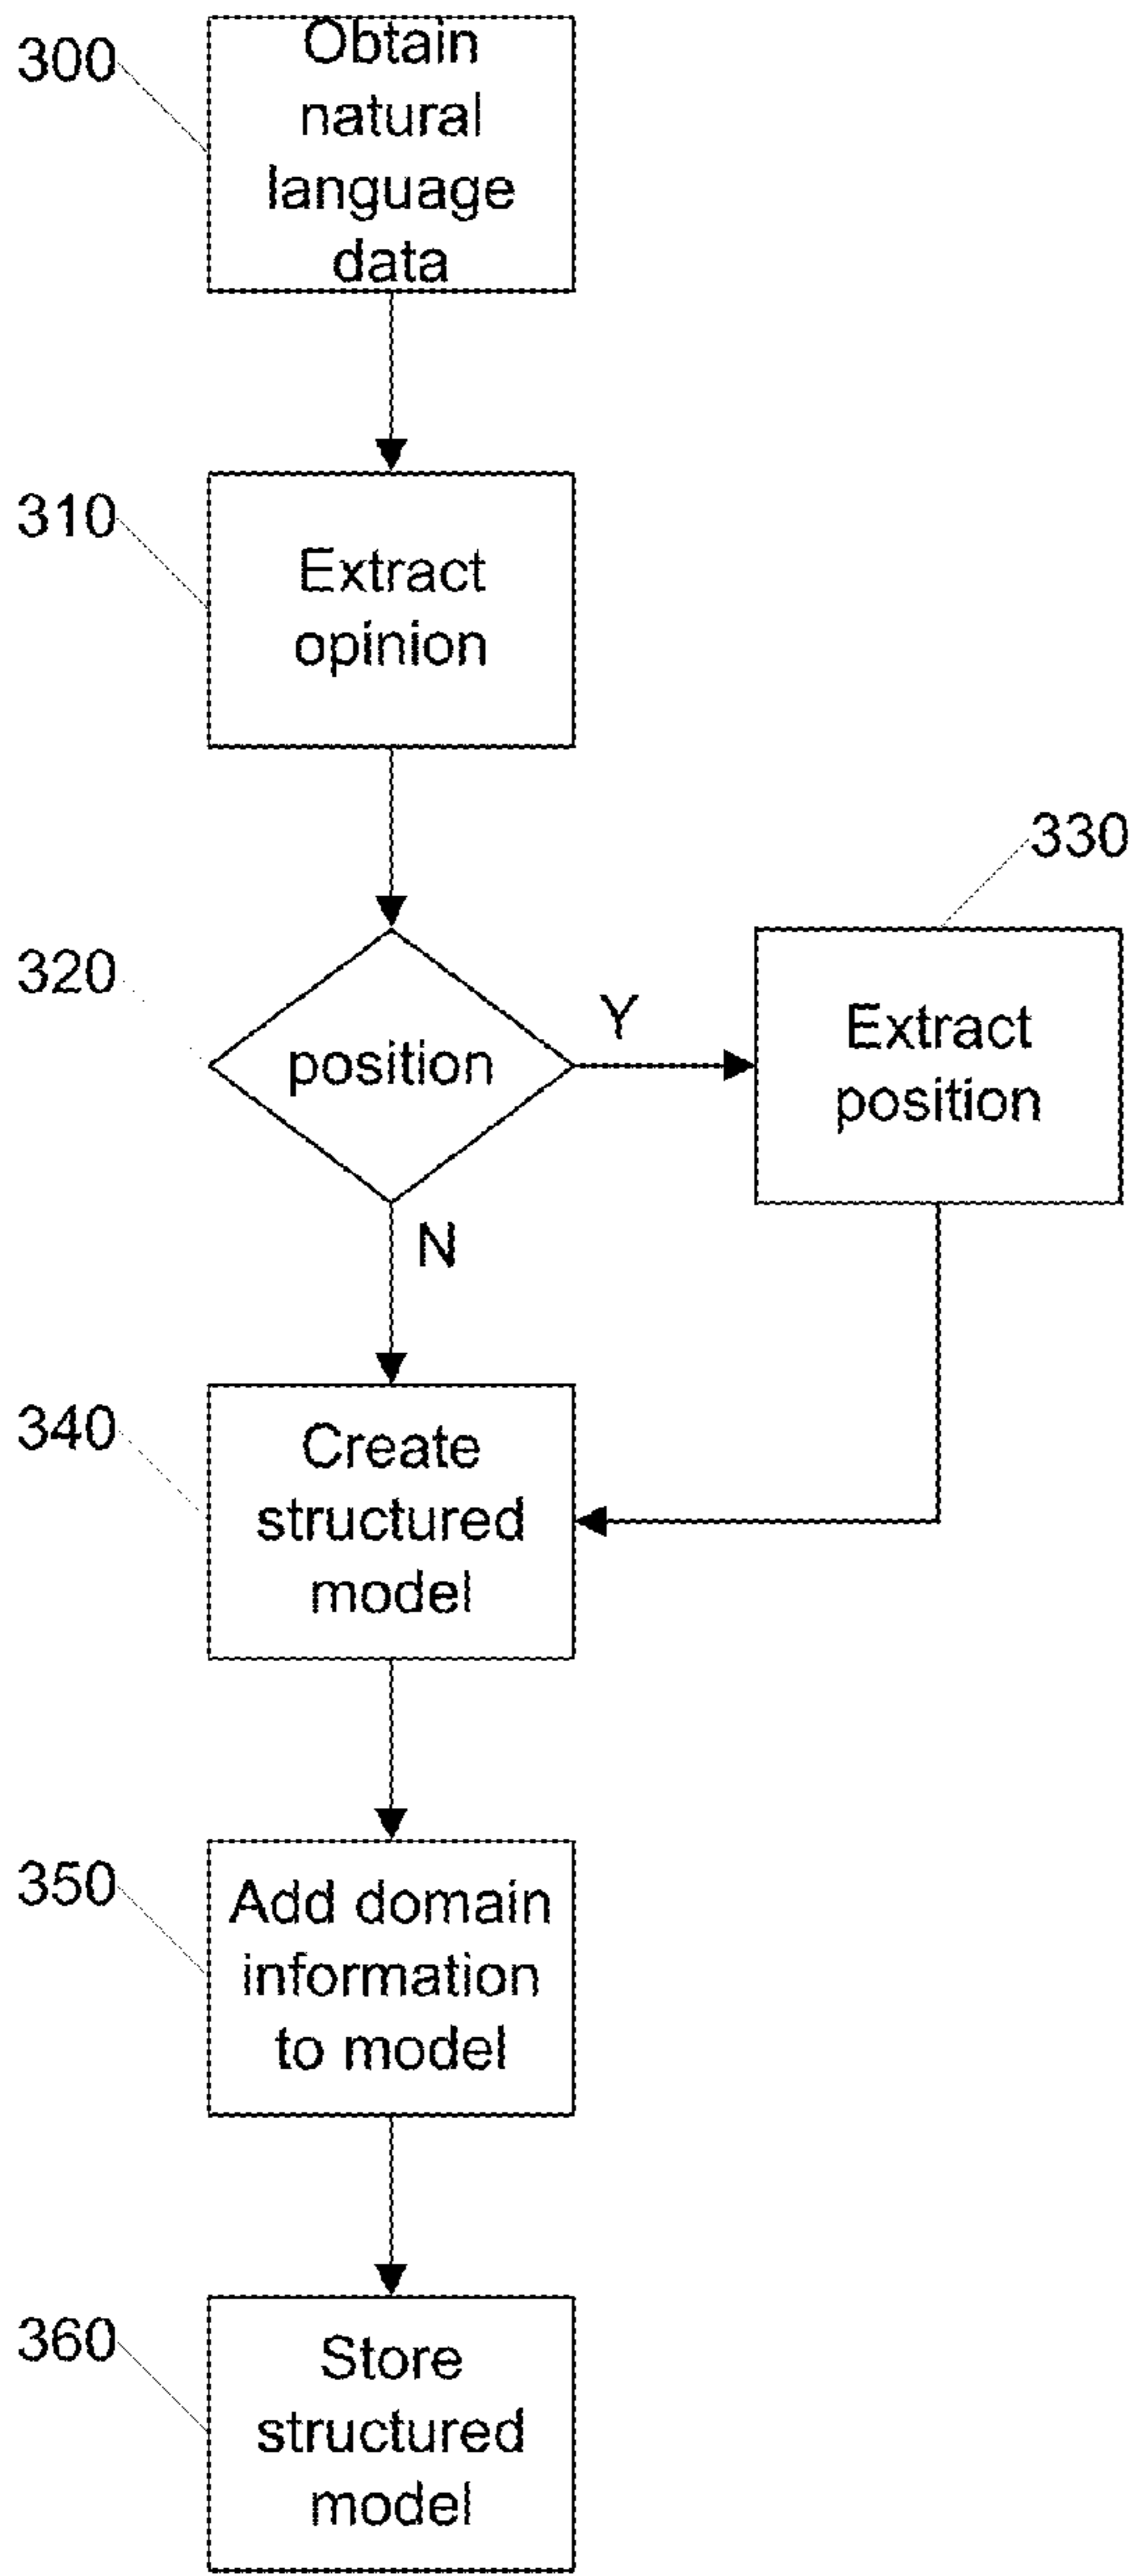 300
Obtain
natural
language
data
310
Extract
opinion
320
position
Y
330
Extract
position
N
340
Create
structured
model
350
Add domain
information
to model
360
Store
structured
model